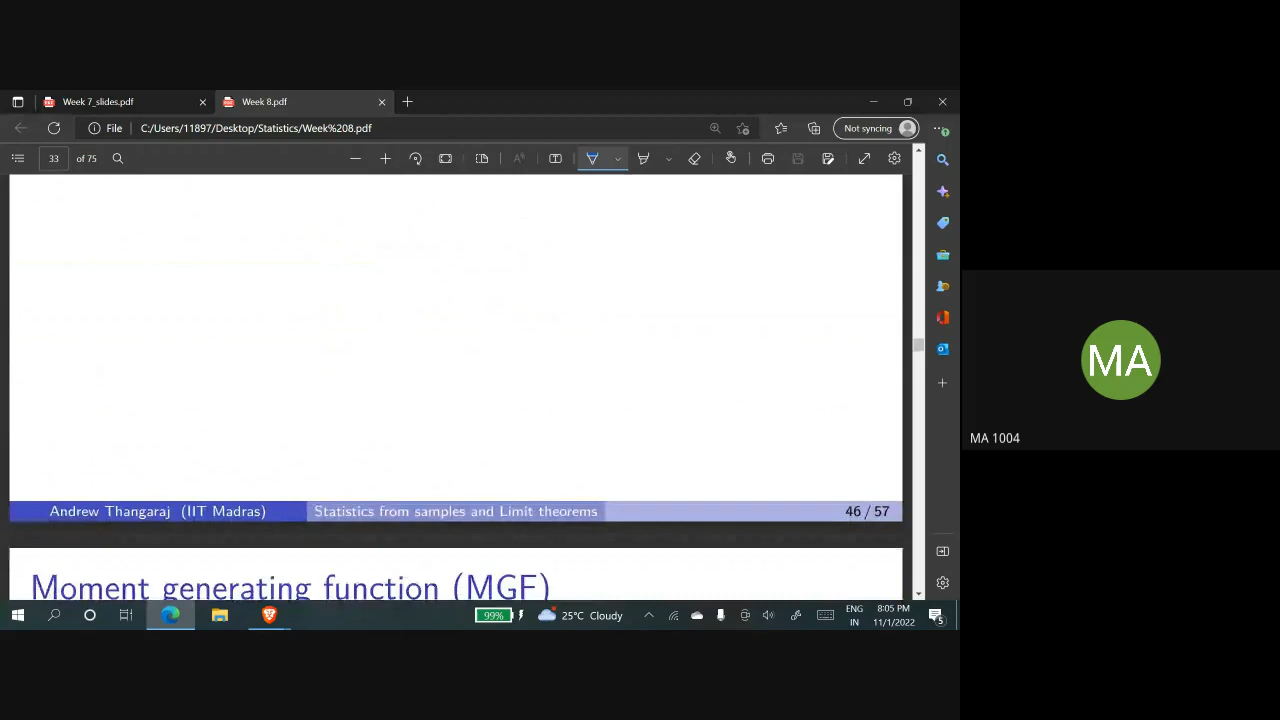 Week 7_slides.pdf
Week 8.pdf
File
C:/Users/11897/Desktop/Statistics/Week%208.pdf
Not syncing
33 of 75
Andrew Thangaraj (IIT Madras)
Statistics from samples and Limit theorems
46 / 57
Moment generating function (MGF)
99%
25°C Cloudy
ENG
IN
8:05 PM
11/1/2022
5
MA
MA 1004